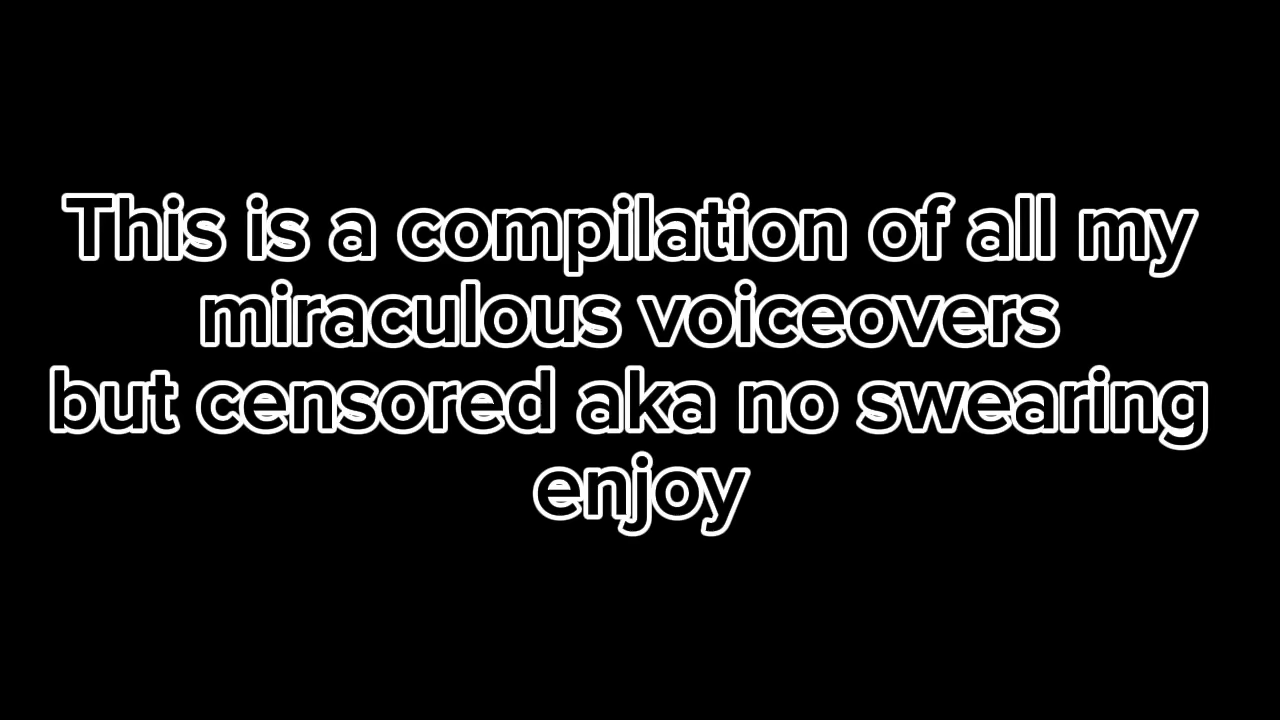 This is a compilation of all my
miraculous voiceovers
but censored aka no swearing
enjoy